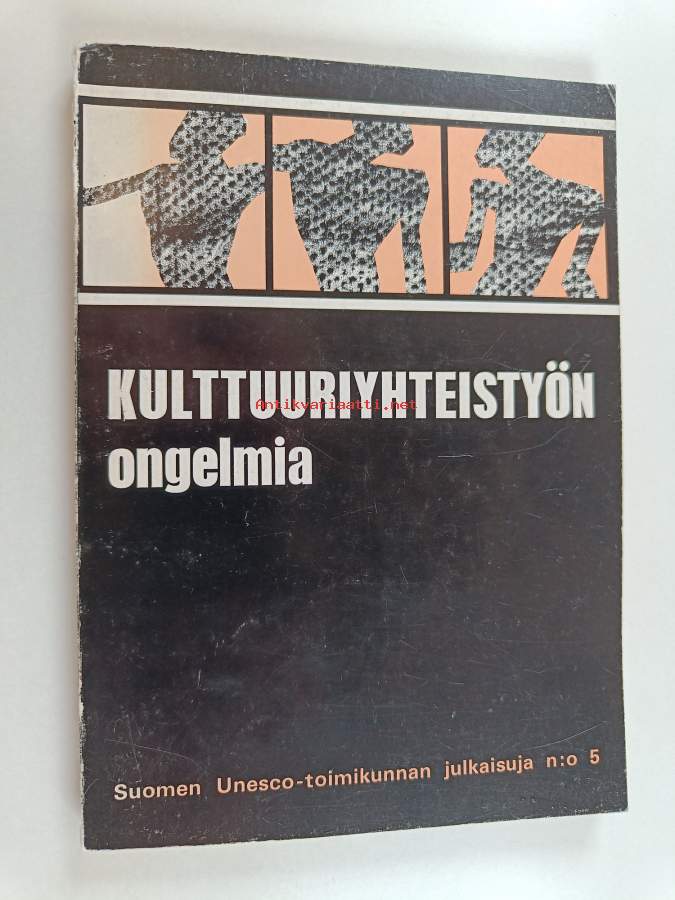 KULTTUURIYHTEISTYÖN
Antikvariaatti.net
ongelmia
Suomen Unesco-toimikunnan julkaisuja n:o 5